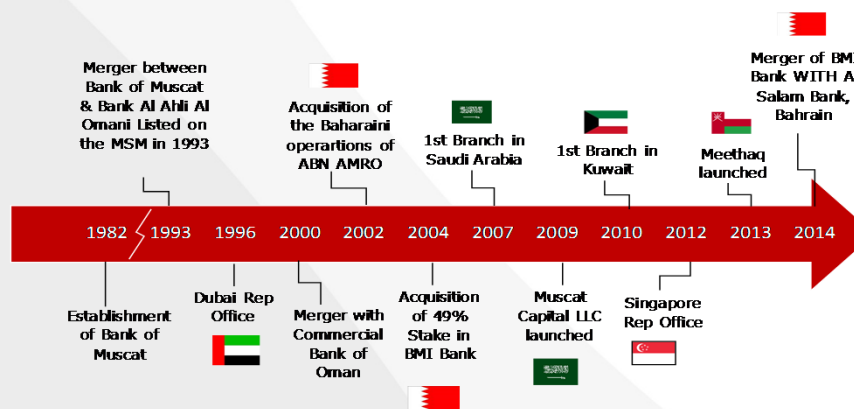 Merger between
Bank of Muscat
& Bank Al Ahli Al
Omani Listed on
the MSM in 1993
Acquisition of
the Baharaini
operartions of
ABN AMRO
1st Branch in
Saudi Arabia
1st Branch in
Kuwait
Meethaq
launched
Merger of BMI
Bank WITH A
Salam Bank,
Bahrain
1982 1993 1996 2000 2002 2004 2007 2009 2010 2012 2013 2014
Establishment
of Bank of
Muscat
Dubai Rep
Office
Merger with
Commercial
Bank of
Oman
Acquisition
of 49%
Stake in
BMI Bank
Muscat
Capital LLC
launched
Singapore
Rep Office